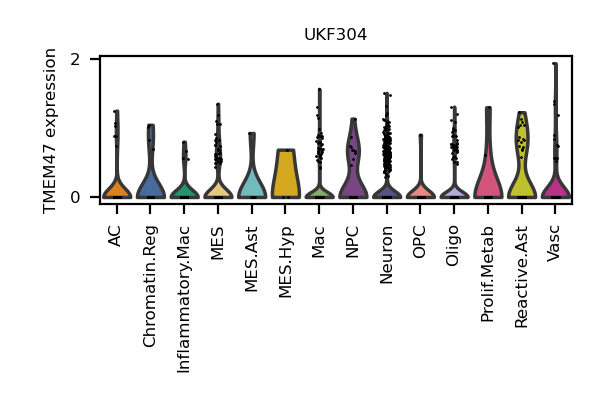 UKF304
TMEM47 expression
2
0
AC
Chromatin.Reg
Inflammatory.Mac
MES
MES.Ast
MES.Hyp
Mac
NPC
Neuron
OPC
Oligo
Prolif.Metab
Reactive.Ast
Vasc